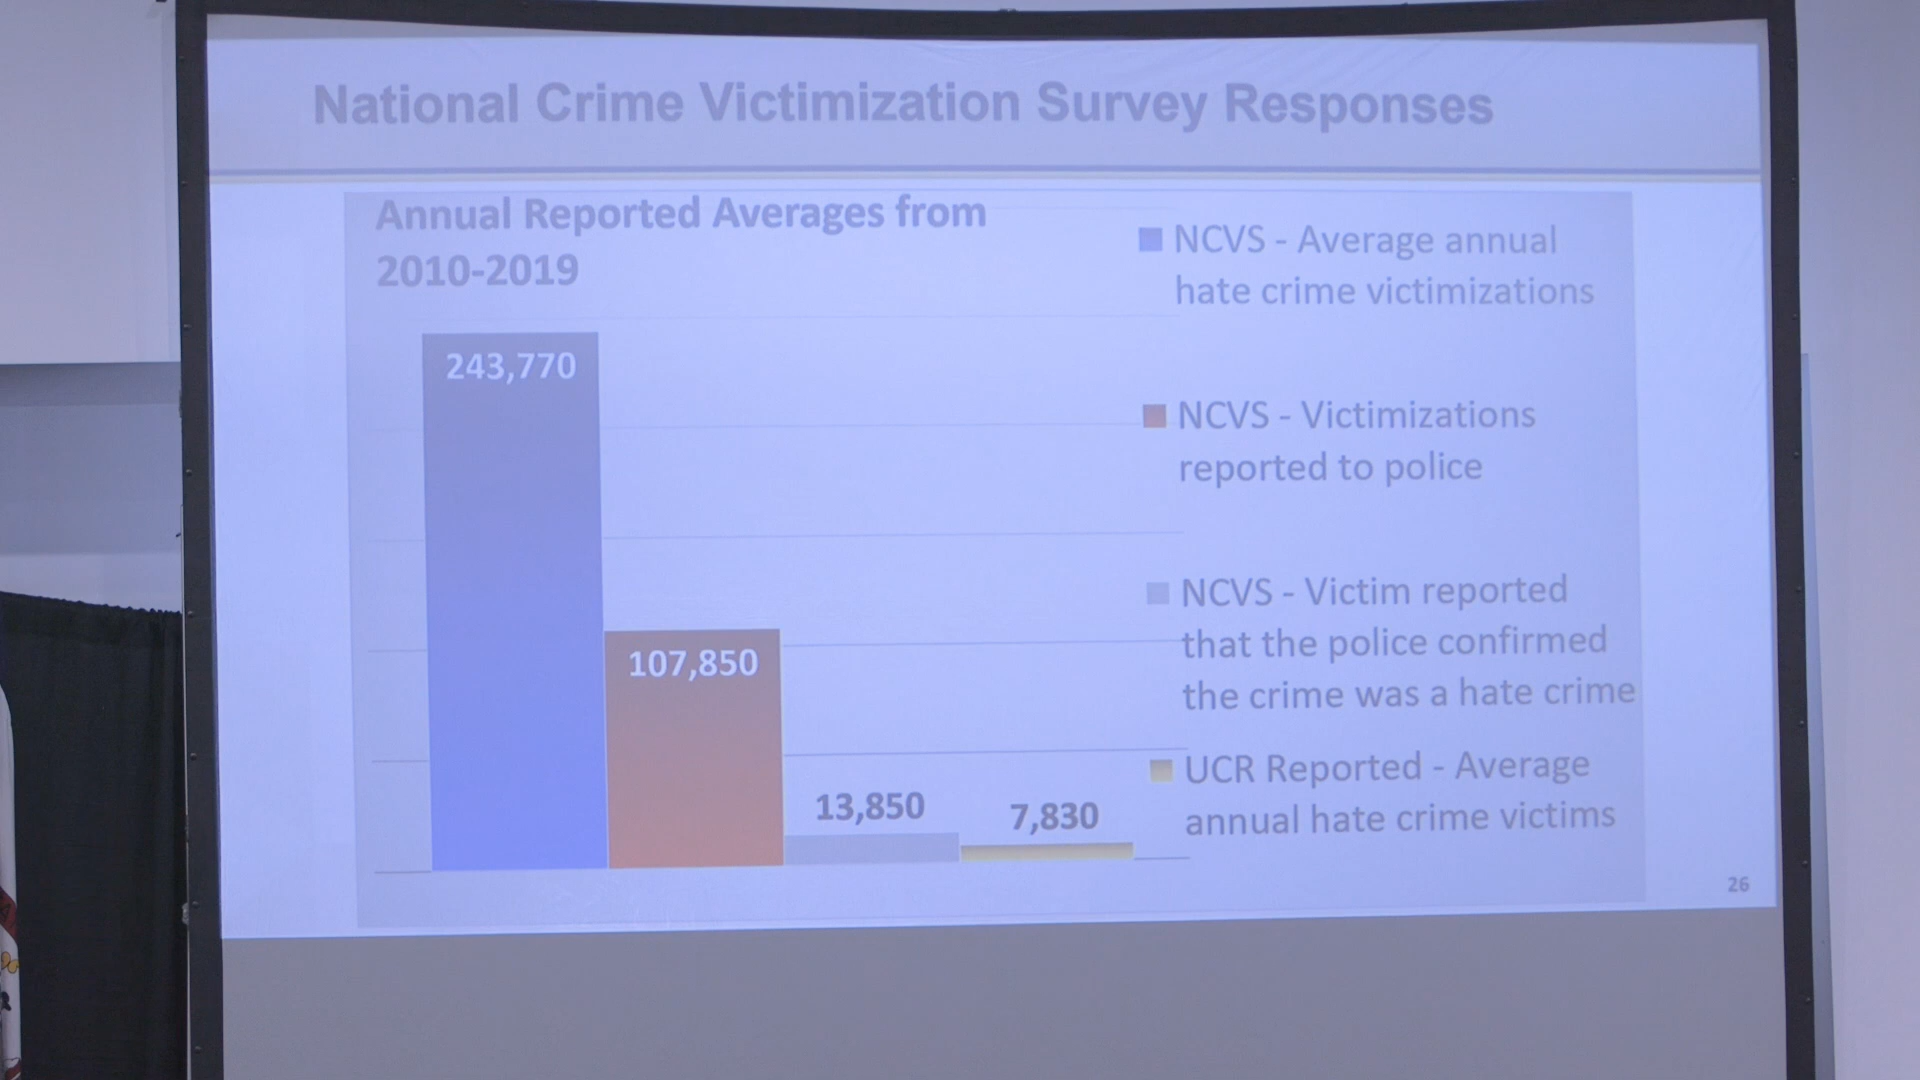 National Crime Victimization Survey Responses
Annual Reported Averages from
2010-2019
243,770
107,850
13,850
7,830
NCVS - Average annual
hate crime victimizations
NCVS - Victimizations
reported to police
NCVS - Victim reported
that the police confirmed
the crime was a hate crime
UCR Reported - Average
annual hate crime victims
26